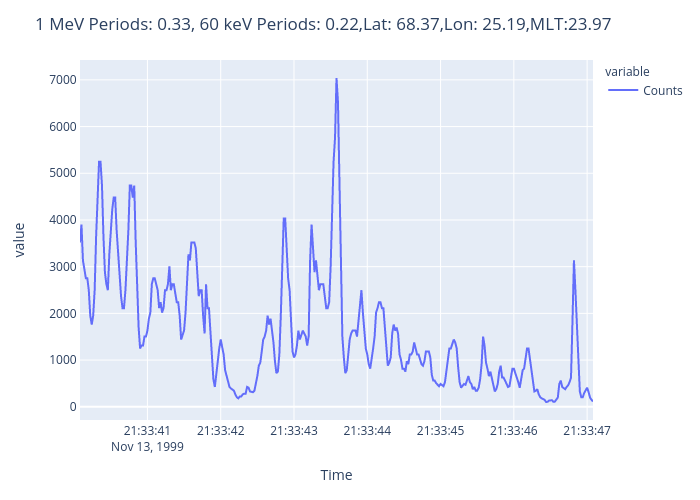 1 MeV Periods: 0.33, 60 keV Periods: 0.22,Lat: 68.37,Lon: 25.19,MLT:23.97
variable
Counts
value
7000
6000
5000
4000
3000
2000
1000
0
21:33:41 21:33:42 21:33:43 21:33:44 21:33:45 21:33:46 21:33:47
Nov 13, 1999
Time